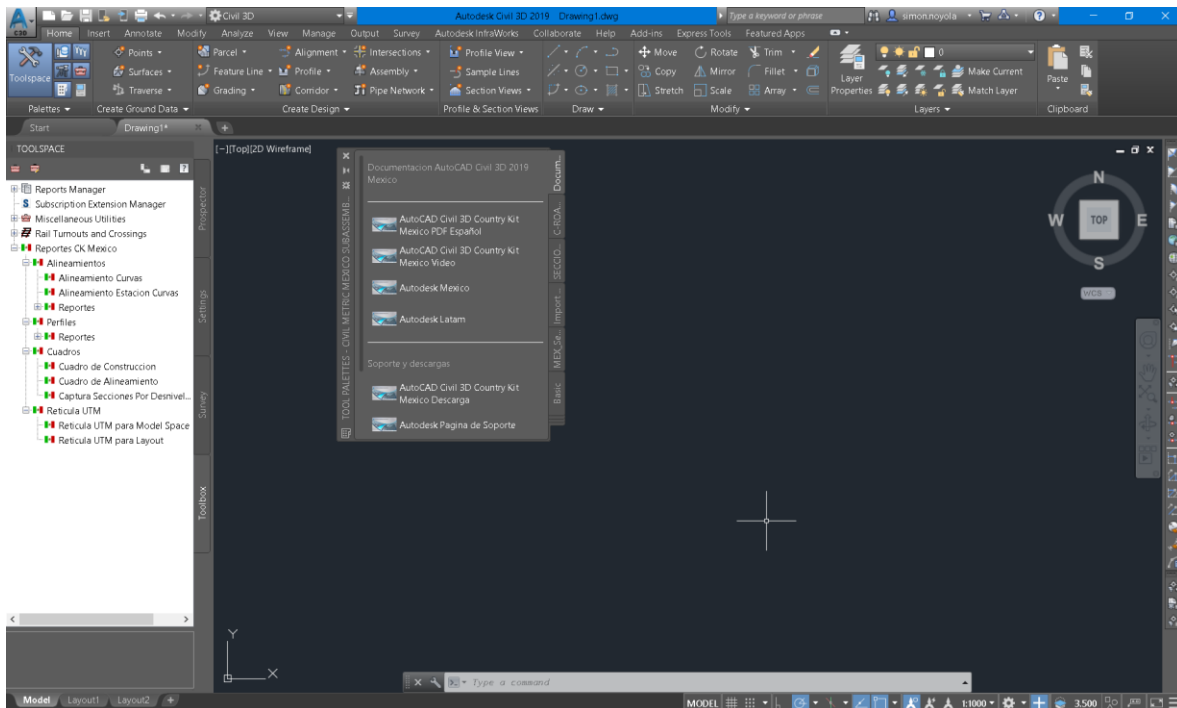 C3D
Civil 3D
Autodesk Civil 3D 2019 Drawing1.dwg
Type a keyword or phrase
simon.noyola
Home Insert Annotate Modify Analyze View Manage Output Survey Autodesk InfraWorks Collaborate Help Add-ins Express Tools Featured Apps
Toolspace
Points
Surfaces
Traverse
Parcel
Feature Line
Grading
Alignment
Profile
Corridor
Intersections
Assembly
Pipe Network
Profile View
Sample Lines
Section Views
Move
Copy
Stretch
Rotate
Mirror
Scale
Trim
Fillet
Array
Layer
Properties
0
Make Current
Match Layer
Paste
Palettes Create Ground Data Create Design Profile & Section Views Draw Modify Layers Clipboard
Start Drawing1*
TOOLSPACE
Reports Manager
Subscription Extension Manager
Miscellaneous Utilities
Rail Turnouts and Crossings
Reportes CK Mexico
Alineamientos
Alineamiento Curvas
Alineamiento Estacion Curvas
Reportes
Perfiles
Reportes
Cuadros
Cuadro de Construccion
Cuadro de Alineamiento
Captura Secciones Por Desnivel...
Reticula UTM
Reticula UTM para Model Space
Reticula UTM para Layout
Prospector
Settings
Survey
Toolbox
[−][Top][2D Wireframe]
TOOL PALETTES - CIVIL METRIC MEXICO SUBASSEMB...
Documentacion AutoCAD Civil 3D 2019
Mexico
AutoCAD Civil 3D Country Kit
Mexico PDF Español
AutoCAD Civil 3D Country Kit
Mexico Video
Autodesk Mexico
Autodesk Latam
Soporte y descargas
AutoCAD Civil 3D Country Kit
Mexico Descarga
Autodesk Pagina de Soporte
Docum...
C-ROA...
SECCIO...
Import...
MEX_Se...
Basic
N
W TOP E
S
WCS
Y
X
Type a command
Model Layout1 Layout2
MODEL 1:1000 3.500